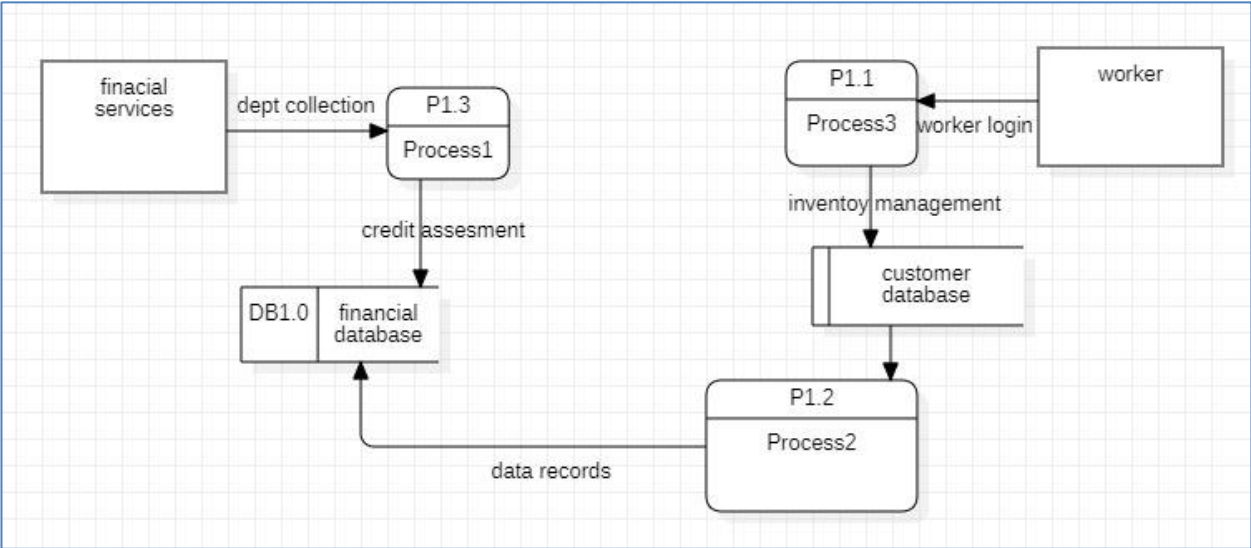 finacial
services
dept collection
P1.3
Process1
credit assesment
DB1.0
financial
database
P1.1
Process3
worker
worker login
inventoy management
customer
database
P1.2
Process2
data records